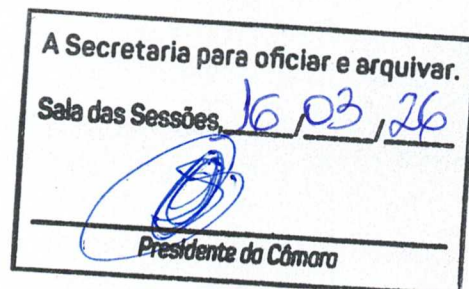 A Secretaria para oficiar e arquivar.
Sala das Sessões, 16 / 03 / 26
Presidente da Câmara